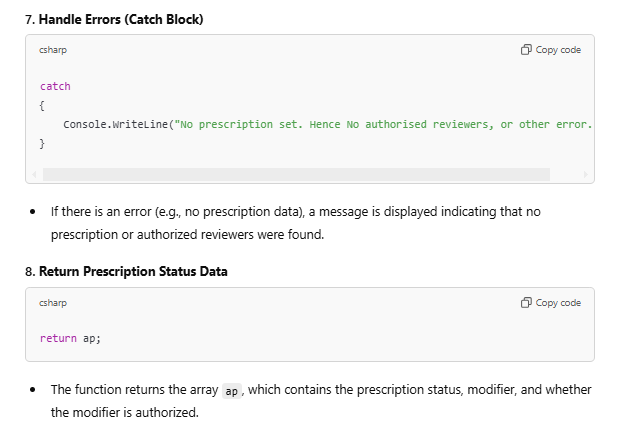 7. Handle Errors (Catch Block)
csharp
Copy code
catch
{
    Console.WriteLine("No prescription set. Hence No authorised reviewers, or other error.
}
• If there is an error (e.g., no prescription data), a message is displayed indicating that no
prescription or authorized reviewers were found.
8. Return Prescription Status Data
csharp
Copy code
return ap;
• The function returns the array ap, which contains the prescription status, modifier, and whether
the modifier is authorized.